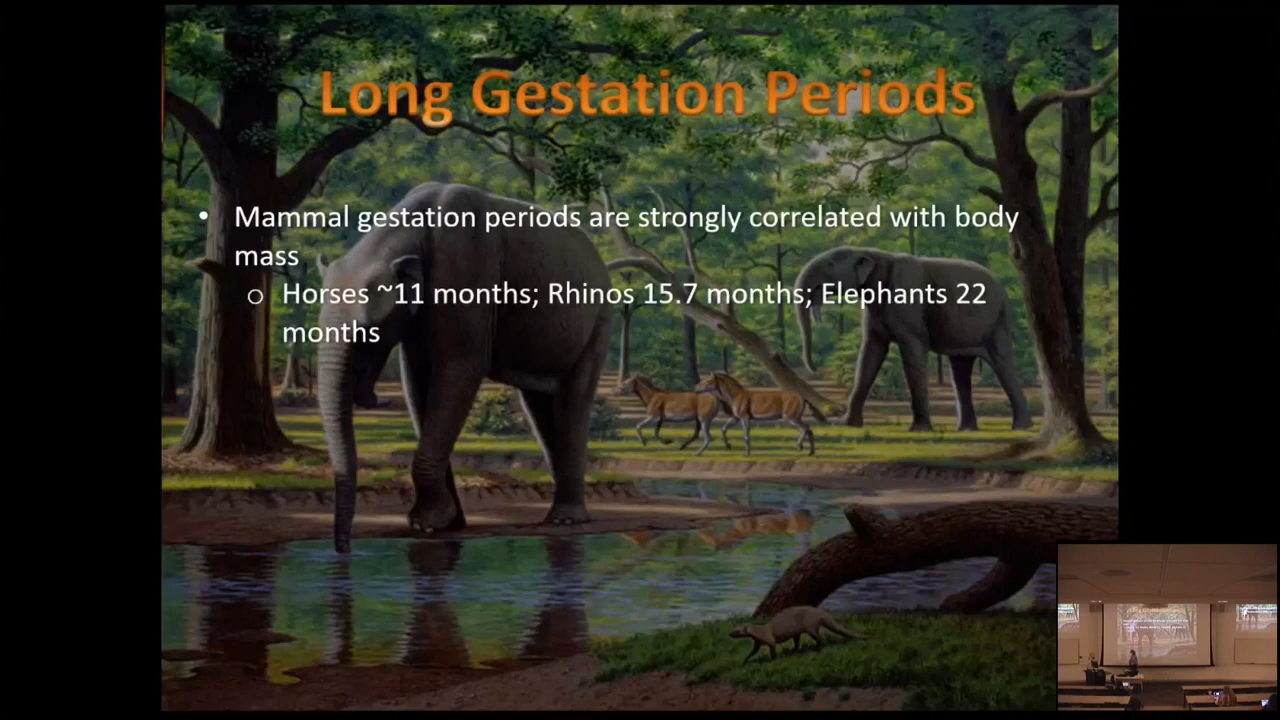 Long Gestation Periods
• Mammal gestation periods are strongly correlated with body
mass
o Horses ~11 months; Rhinos 15.7 months; Elephants 22
months